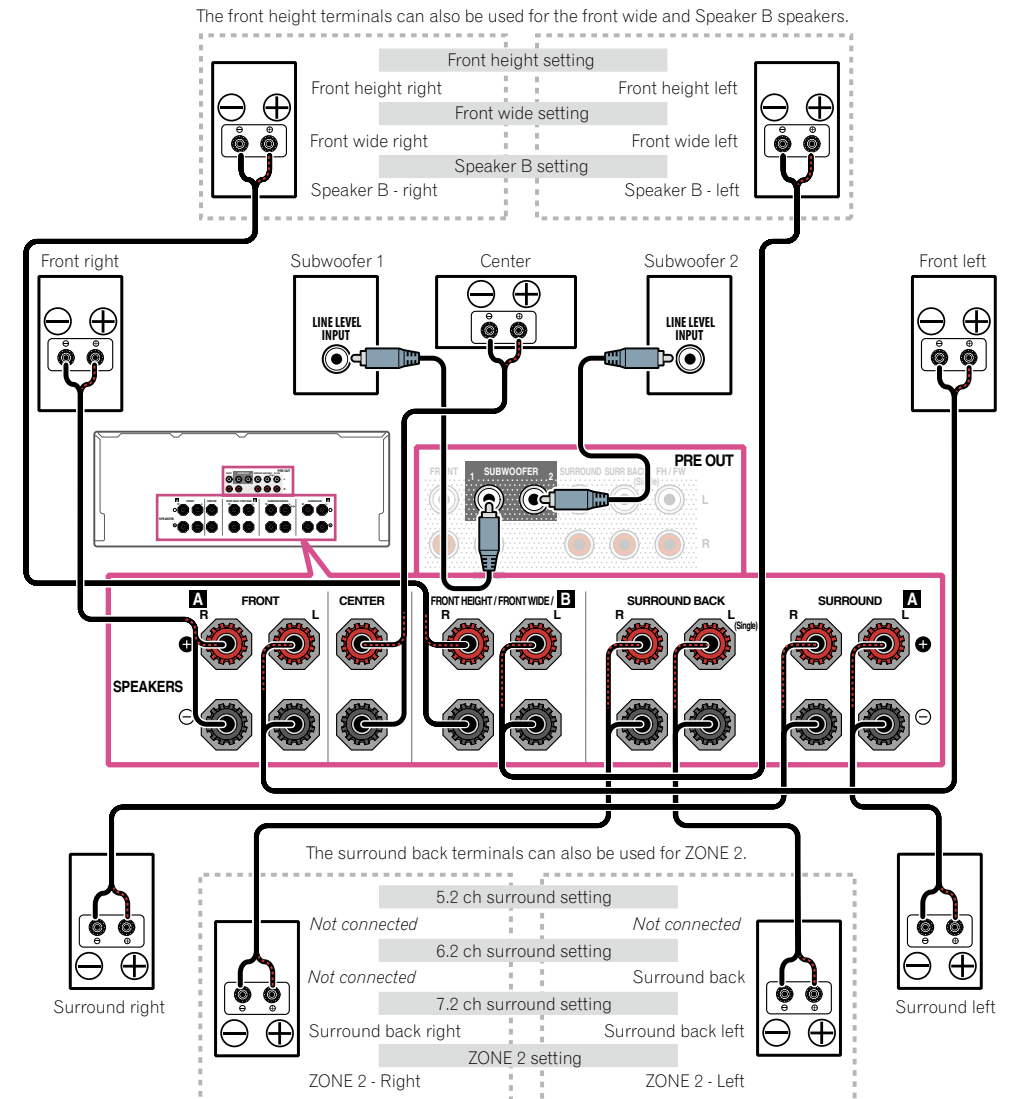 The front height terminals can also be used for the front wide and Speaker B speakers.
Front height setting
Front height right
Front height left
Front wide setting
Front wide right
Front wide left
Speaker B setting
Speaker B - right
Speaker B - left
Front right
Subwoofer 1
Center
Subwoofer 2
Front left
LINE LEVEL
INPUT
LINE LEVEL
INPUT
PRE OUT
FRONT
SUBWOOFER
1
2
SURROUND
SURR BACK
(Single)
FH / FW
L
R
A
FRONT
R
L
CENTER
FRONT HEIGHT / FRONT WIDE / B
R
L
SURROUND BACK
R
L
(Single)
SURROUND
A
R
L
SPEAKERS
The surround back terminals can also be used for ZONE 2.
5.2 ch surround setting
Not connected
Not connected
6.2 ch surround setting
Not connected
Surround back
7.2 ch surround setting
Surround back right
Surround back left
ZONE 2 setting
ZONE 2 - Right
ZONE 2 - Left
Surround right
Surround left